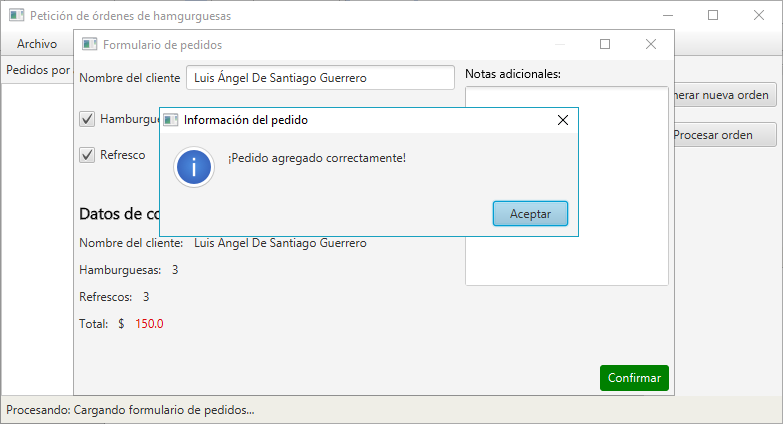 Petición de órdenes de hamgurguesas
Archivo
Pedidos por
nerar nueva orden
Procesar orden
Formulario de pedidos
Nombre del cliente Luis Ángel De Santiago Guerrero
Notas adicionales:
Hamburgue
Refresco
Información del pedido
¡Pedido agregado correctamente!
Aceptar
Datos de co
Nombre del cliente: Luis Ángel De Santiago Guerrero
Hamburguesas: 3
Refrescos: 3
Total: $ 150.0
Confirmar
Procesando: Cargando formulario de pedidos...